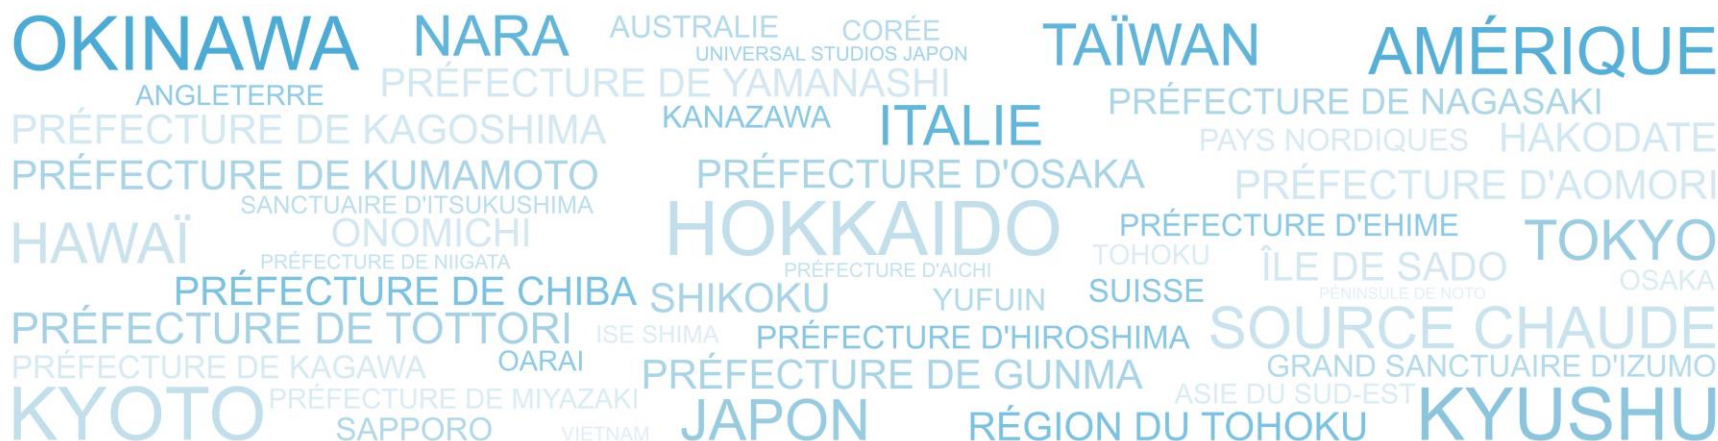 OKINAWA
NARA
AUSTRALIE
CORÉE
UNIVERSAL STUDIOS JAPON
TAÏWAN
AMÉRIQUE
ANGLETERRE
PRÉFECTURE DE YAMANASHI
PRÉFECTURE DE NAGASAKI
PRÉFECTURE DE KAGOSHIMA
KANAZAWA
ITALIE
PAYS NORDIQUES
HAKODATE
PRÉFECTURE DE KUMAMOTO
PRÉFECTURE D'OSAKA
PRÉFECTURE D'AOMORI
SANCTUAIRE D'ITSUKUSHIMA
HAWAÏ
ONOMICHI
HOKKAIDO
PRÉFECTURE D'EHIME
TOKYO
PRÉFECTURE DE NIIGATA
PRÉFECTURE D'AICHI
TOHOKU
ÎLE DE SADO
OSAKA
PRÉFECTURE DE CHIBA
SHIKOKU
YUFUIN
SUISSE
PÉNINSULE DE NOTO
PRÉFECTURE DE TOTTORI
ISE SHIMA
PRÉFECTURE D'HIROSHIMA
SOURCE CHAUDE
PRÉFECTURE DE KAGAWA
OARAI
PRÉFECTURE DE GUNMA
GRAND SANCTUAIRE D'IZUMO
KYOTO
PRÉFECTURE DE MIYAZAKI
ASIE DU SUD-EST
KYUSHU
SAPPORO
VIETNAM
JAPON
RÉGION DU TOHOKU